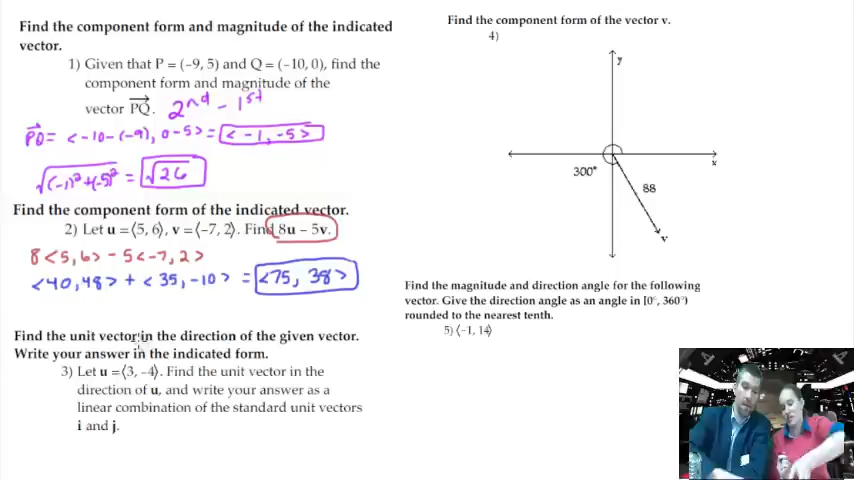 Find the component form and magnitude of the indicated
vector.
1) Given that P = (-9, 5) and Q = (-10, 0), find the
component form and magnitude of the
vector PQ. 2nd - 1st
PQ = < -10 - (-9), 0-5 > = < -1, -5 >
√(-1)²+(-5)² = √26
Find the component form of the indicated vector.
2) Let u = ⟨5, 6⟩, v = ⟨-7, 2⟩. Find 8u - 5v.
8 <5, 6> - 5 <-7, 2>
<40, 48> + <35, -10> = <75, 38>
Find the unit vector in the direction of the given vector.
Write your answer in the indicated form.
3) Let u = ⟨3, -4⟩. Find the unit vector in the
direction of u, and write your answer as a
linear combination of the standard unit vectors
i and j.
Find the component form of the vector v.
4)
y
x
300°
88
v
Find the magnitude and direction angle for the following
vector. Give the direction angle as an angle in [0°, 360°)
rounded to the nearest tenth.
5) ⟨-1, 14⟩